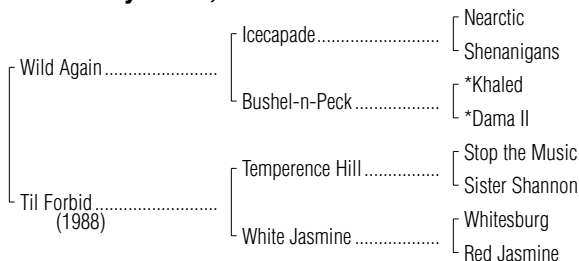 Nearctic
Icecapade
Shenanigans
Wild Again
*Khaled
Bushel-n-Peck
*Dama II
Stop the Music
Temperence Hill
Sister Shannon
Til Forbid
(1988)
Whitesburg
White Jasmine
Red Jasmine